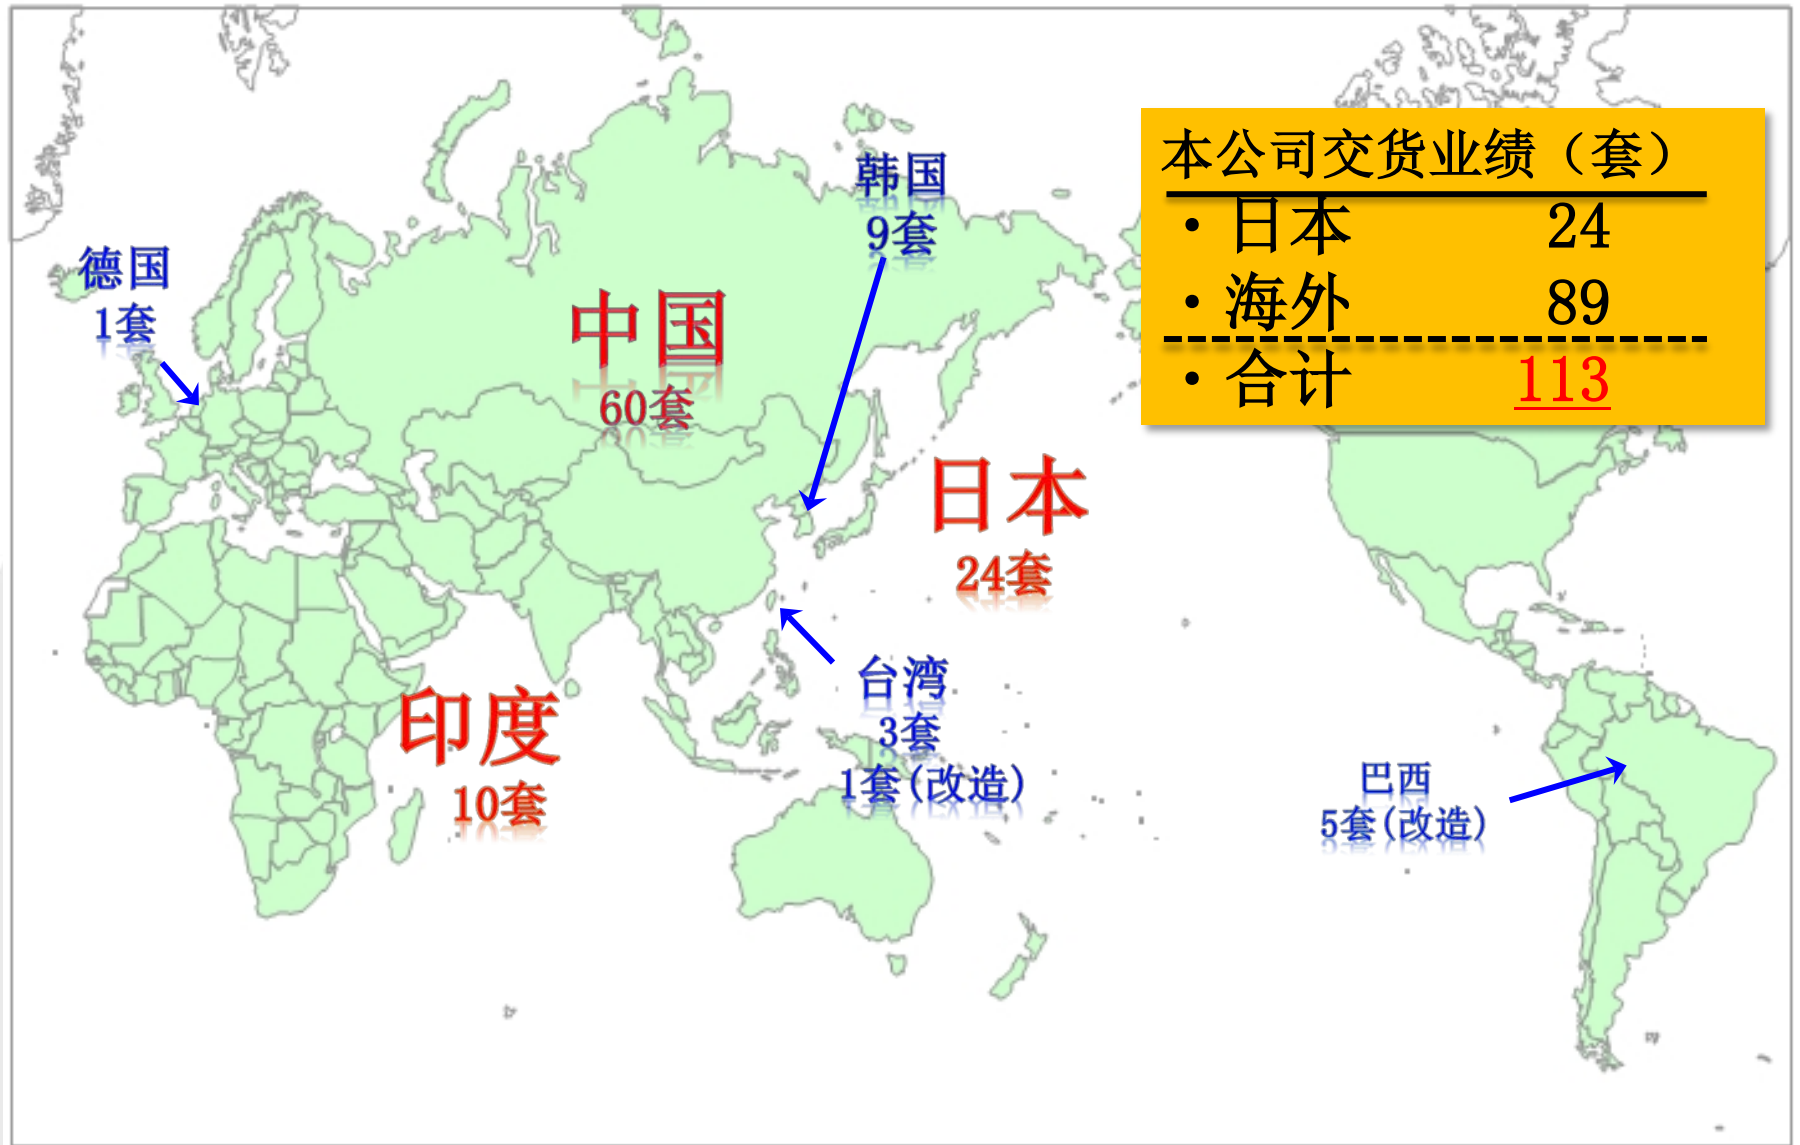 本公司交货业绩（套）
• 日本 24
• 海外 89
• 合计 113
韩国
9套
德国
1套
中国
60套
日本
24套
台湾
3套
1套(改造)
印度
10套
巴西
5套(改造)